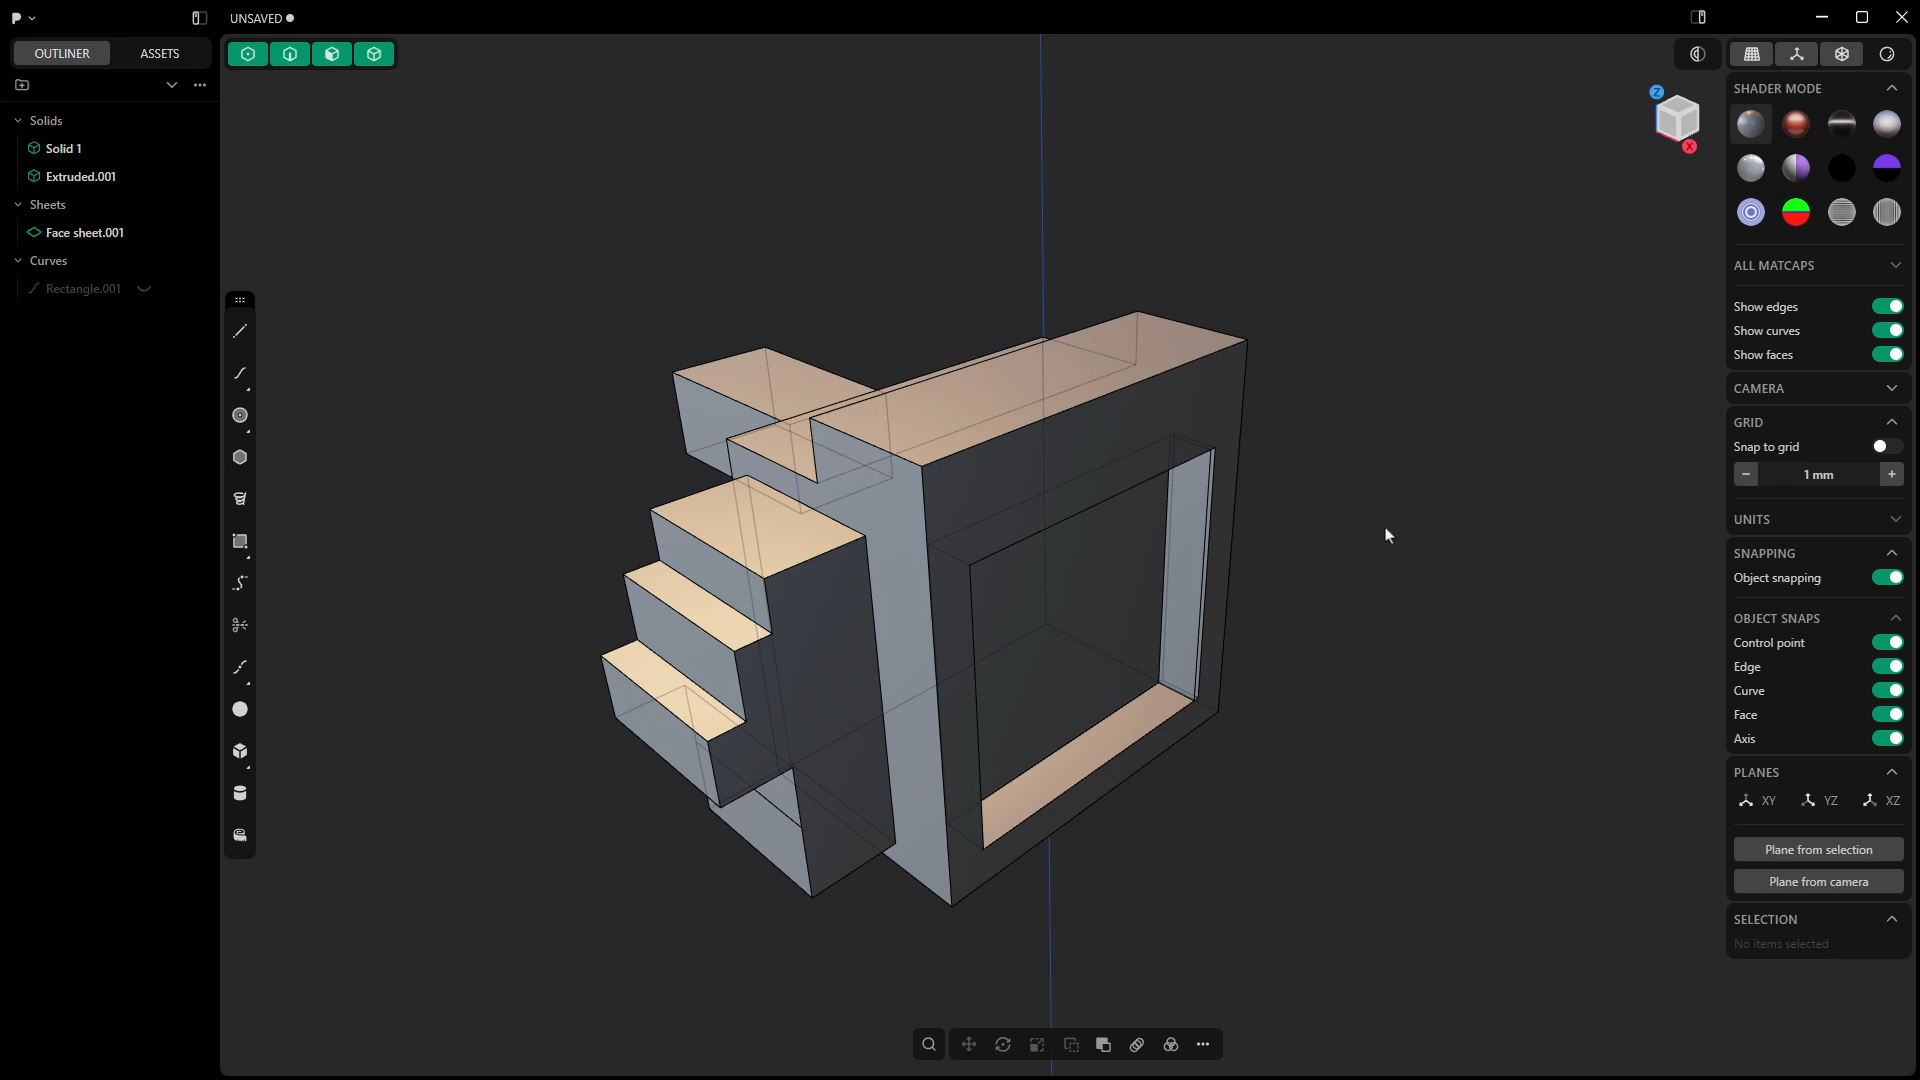 UNSAVED
OUTLINER
ASSETS
Solids
Solid 1
Extruded.001
Sheets
Face sheet.001
Curves
Rectangle.001
Z
X
SHADER MODE
ALL MATCAPS
Show edges
Show curves
Show faces
CAMERA
GRID
Snap to grid
− 1 mm +
UNITS
SNAPPING
Object snapping
OBJECT SNAPS
Control point
Edge
Curve
Face
Axis
PLANES
XY YZ XZ
Plane from selection
Plane from camera
SELECTION
No items selected